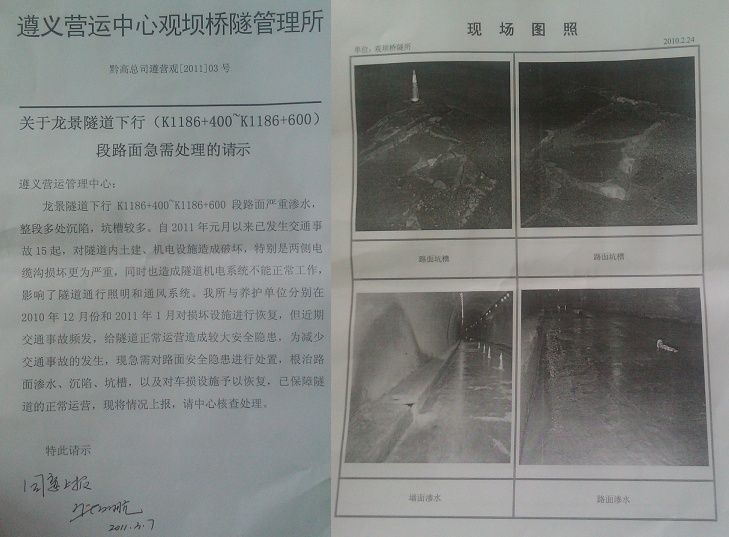 遵义营运中心观坝桥隧管理所
黔高总司遵营观[2011]03 号
关于龙景隧道下行（K1186+400~K1186+600）
段路面急需处理的请示
遵义营运管理中心：
龙景隧道下行 K1186+400~K1186+600 段路面严重渗水，
整段多处沉陷，坑槽较多。自 2011 年元月以来已发生交通事
故 15 起，对隧道内土建、机电设施造成破坏，特别是两侧电
缆沟损坏更为严重，同时也造成隧道机电系统不能正常工作，
影响了隧道通行照明和通风系统。我所与养护单位分别在
2010 年 12 月份和 2011 年 1 月对损坏设施进行恢复，但近期
交通事故频发，给隧道正常运营造成较大安全隐患，为减少
交通事故的发生，现急需对路面安全隐患进行处置，根治路
面渗水、沉陷、坑槽，以及对车损设施予以恢复，已保障隧
道的正常运营，现将情况上报，请中心核查处理。
特此请示
同意上报
2011.3.7
现 场 图 照
单位：观坝桥隧所
2010.2.24
路面坑槽
路面坑槽
墙面渗水
路面渗水